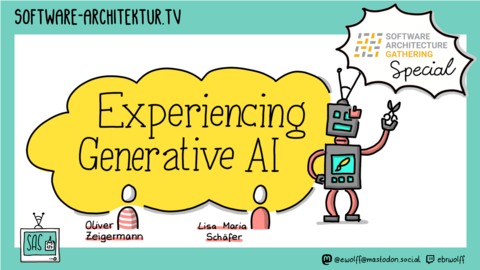 SOFTWARE-ARCHITEKTUR.TV
SOFTWARE
ARCHITECTURE
GATHERING
Special
Experiencing
Generative AI
Oliver
Zeigermann
Lisa Maria
Schäfer
SAS
@ewolff@mastodon.social
ebrwolff